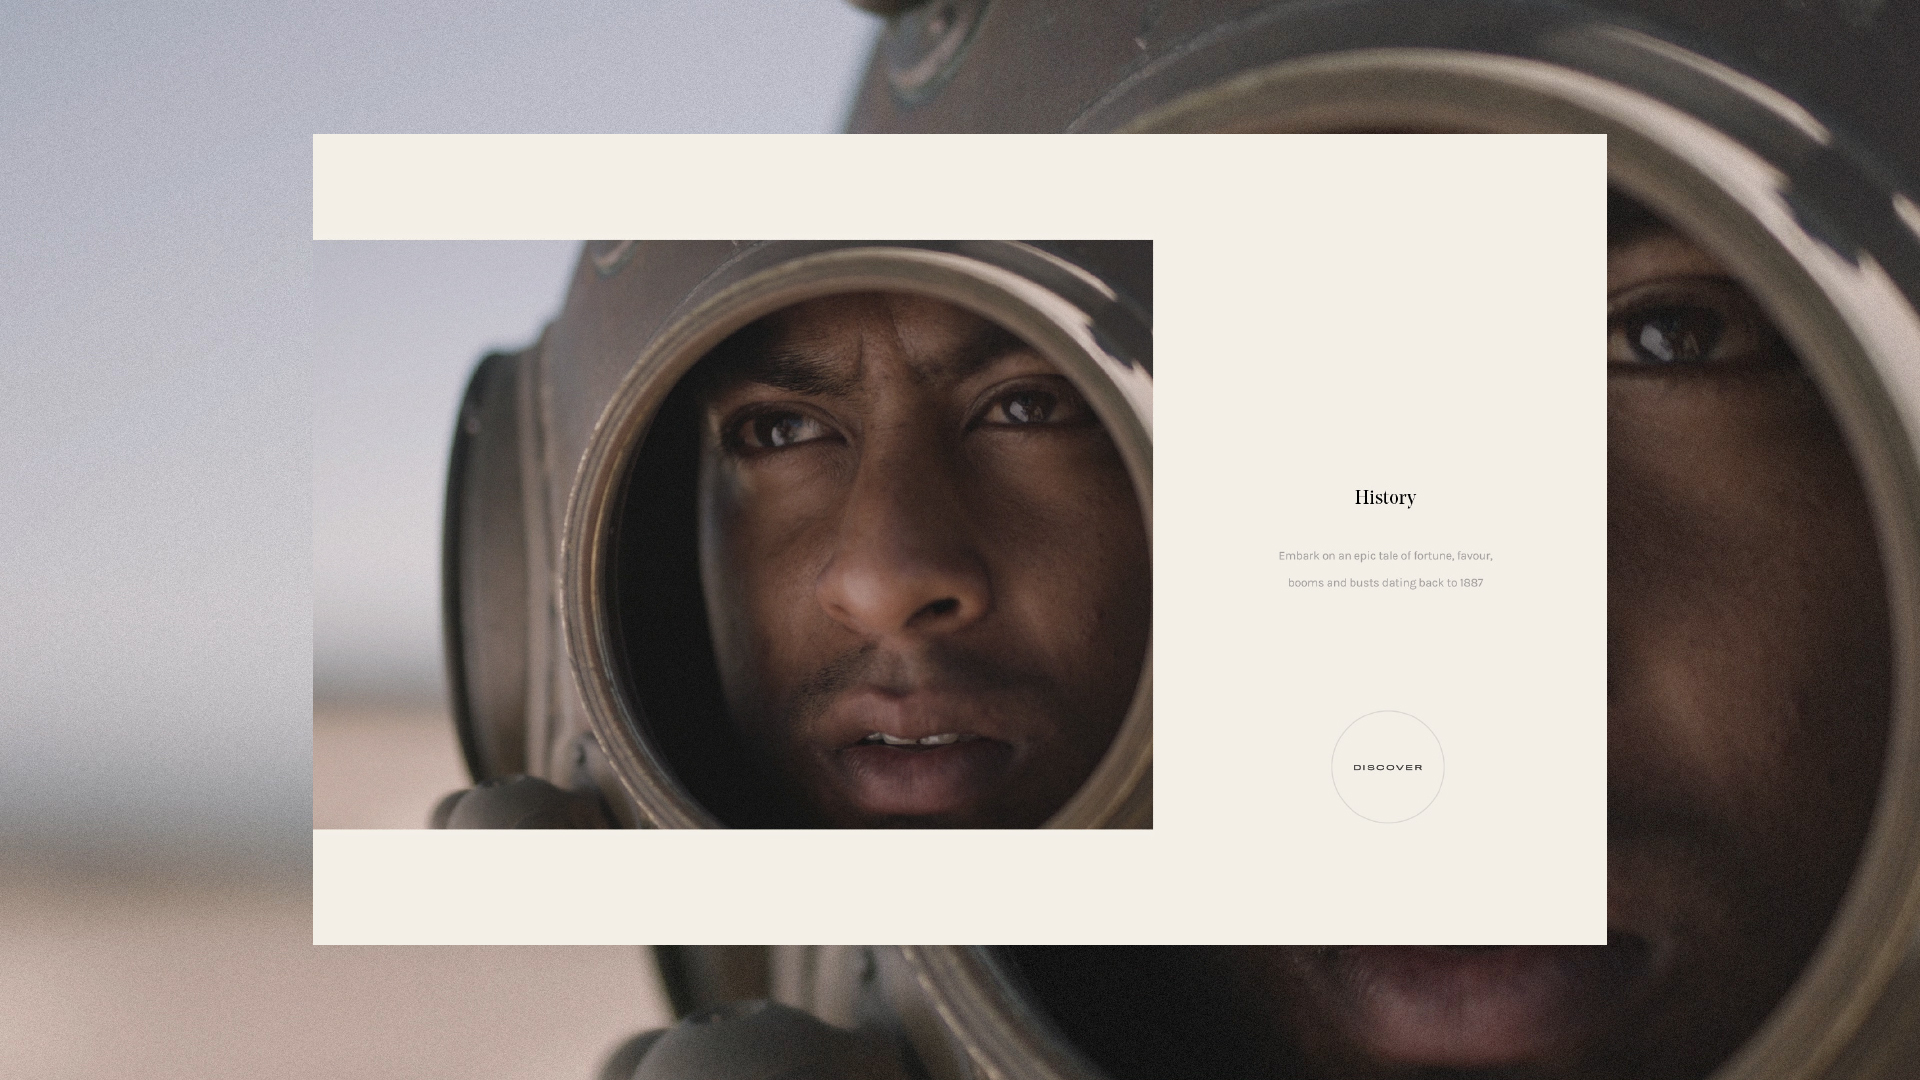 History
Embark on an epic tale of fortune, favour,
booms and busts dating back to 1887
DISCOVER